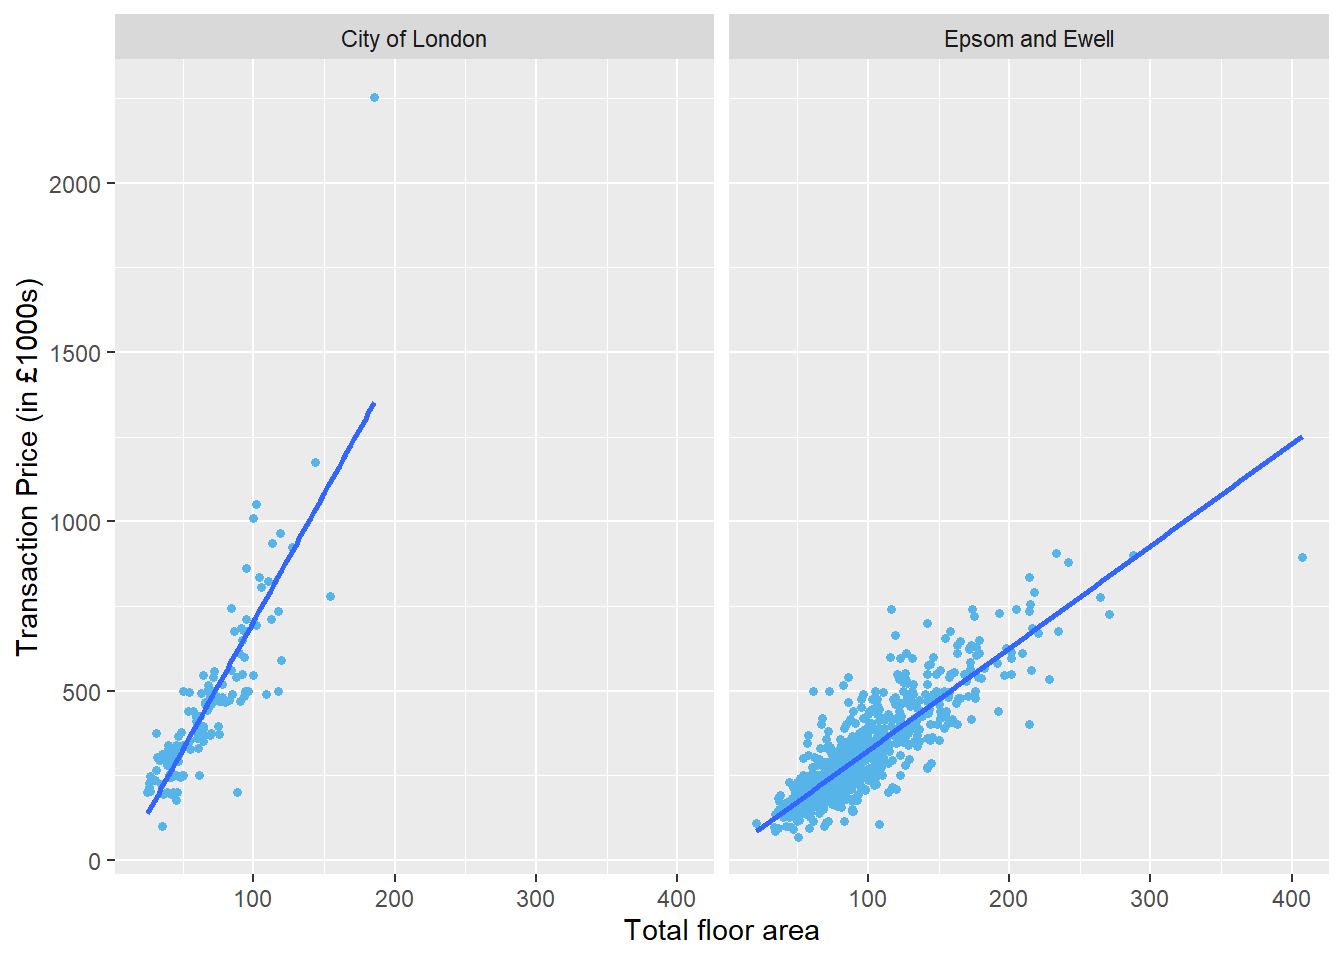 City of London
Epsom and Ewell
Transaction Price (in £1000s)
2000
1500
1000
500
0
100 200 300 400
100 200 300 400
Total floor area